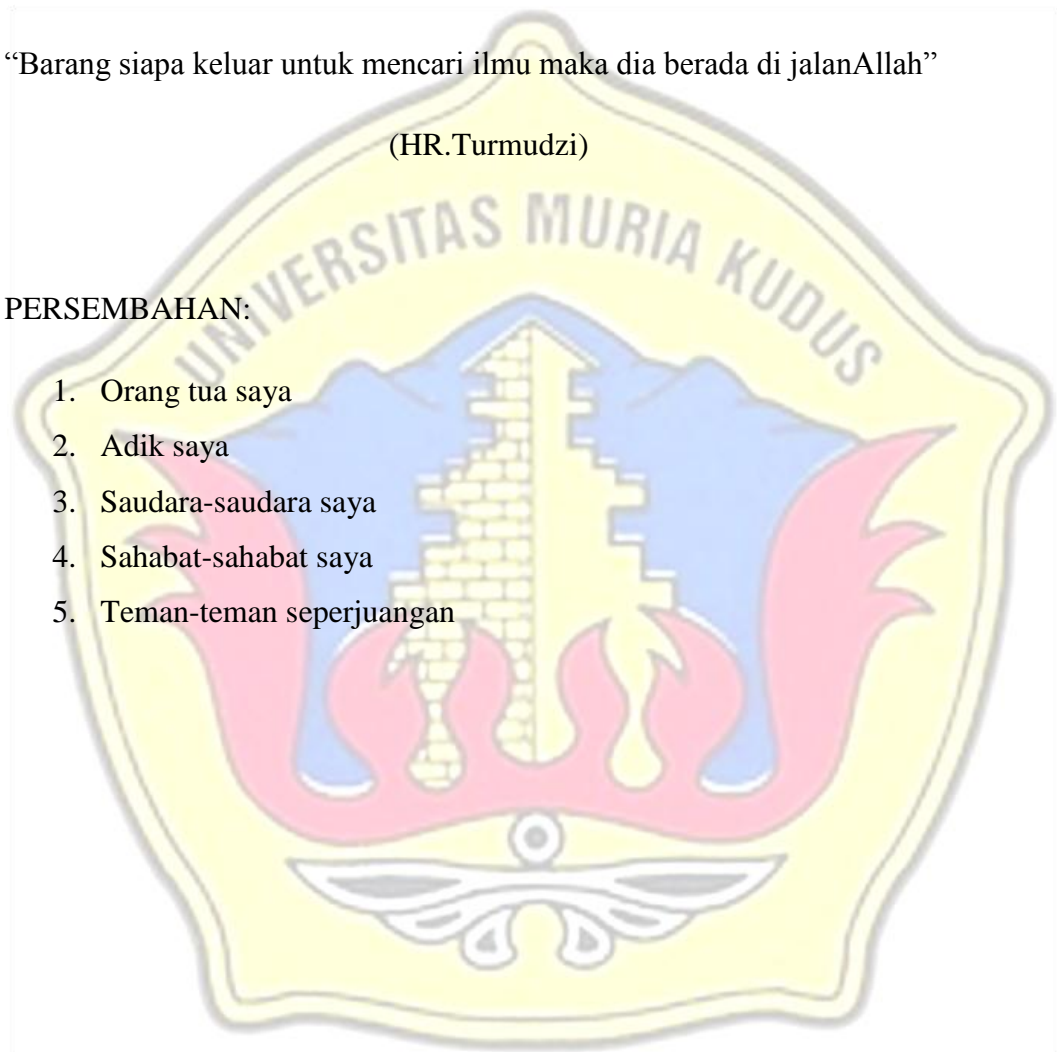 “Barang siapa keluar untuk mencari ilmu maka dia berada di jalanAllah”
(HR.Turmudzi)
UNIVERSITAS MURIA KUDUS
PERSEMBAHAN:
1. Orang tua saya
2. Adik saya
3. Saudara-saudara saya
4. Sahabat-sahabat saya
5. Teman-teman seperjuangan